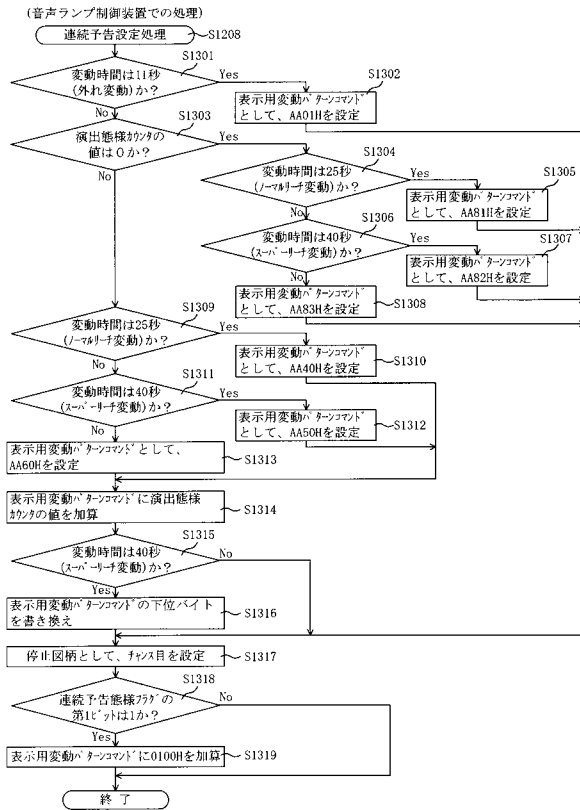 (音声ランプ制御装置での処理)
連続予告設定処理
S1208
S1301
変動時間は11秒
(外れ変動)か?
Yes
No
S1302
表示用変動パターンコマンド
として、AA01Hを設定
S1303
演出態様カウンタの
値は0か?
Yes
No
S1304
変動時間は25秒
(ノーマルリーチ変動)か?
Yes
No
S1305
表示用変動パターンコマンド
として、AA81Hを設定
S1306
変動時間は40秒
(スーパーリーチ変動)か?
Yes
No
S1307
表示用変動パターンコマンド
として、AA82Hを設定
表示用変動パターンコマンド
として、AA83Hを設定
S1308
S1309
変動時間は25秒
(ノーマルリーチ変動)か?
Yes
No
表示用変動パターンコマンド
として、AA40Hを設定
S1310
S1311
変動時間は40秒
(スーパーリーチ変動)か?
Yes
No
表示用変動パターンコマンド
として、AA50Hを設定
S1312
表示用変動パターンコマンドとして、
AA60Hを設定
S1313
表示用変動パターンコマンドに演出態様
カウンタの値を加算
S1314
S1315
変動時間は40秒
(スーパーリーチ変動)か?
No
Yes
表示用変動パターンコマンドの下位バイト
を書き換え
S1316
停止図柄として、チャンス目を設定
S1317
S1318
連続予告態様フラグの
第1ビットは1か?
No
Yes
表示用変動パターンコマンドに0100Hを加算
S1319
終了